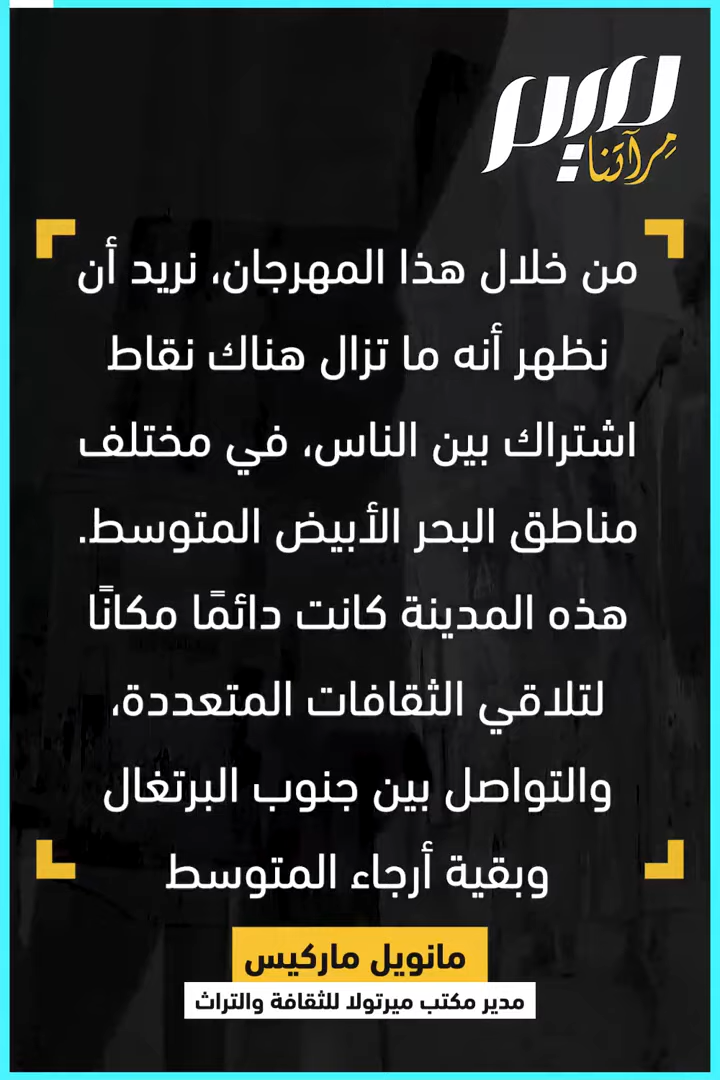 سير
مِرآتنا
من خلال هذا المهرجان، نريد أن
نظهر أنه ما تزال هناك نقاط
اشتراك بين الناس، في مختلف
مناطق البحر الأبيض المتوسط.
هذه المدينة كانت دائمًا مكانًا
لتلاقي الثقافات المتعددة،
والتواصل بين جنوب البرتغال
وبقية أرجاء المتوسط
مانويل ماركيس
مدير مكتب ميرتولا للثقافة والتراث